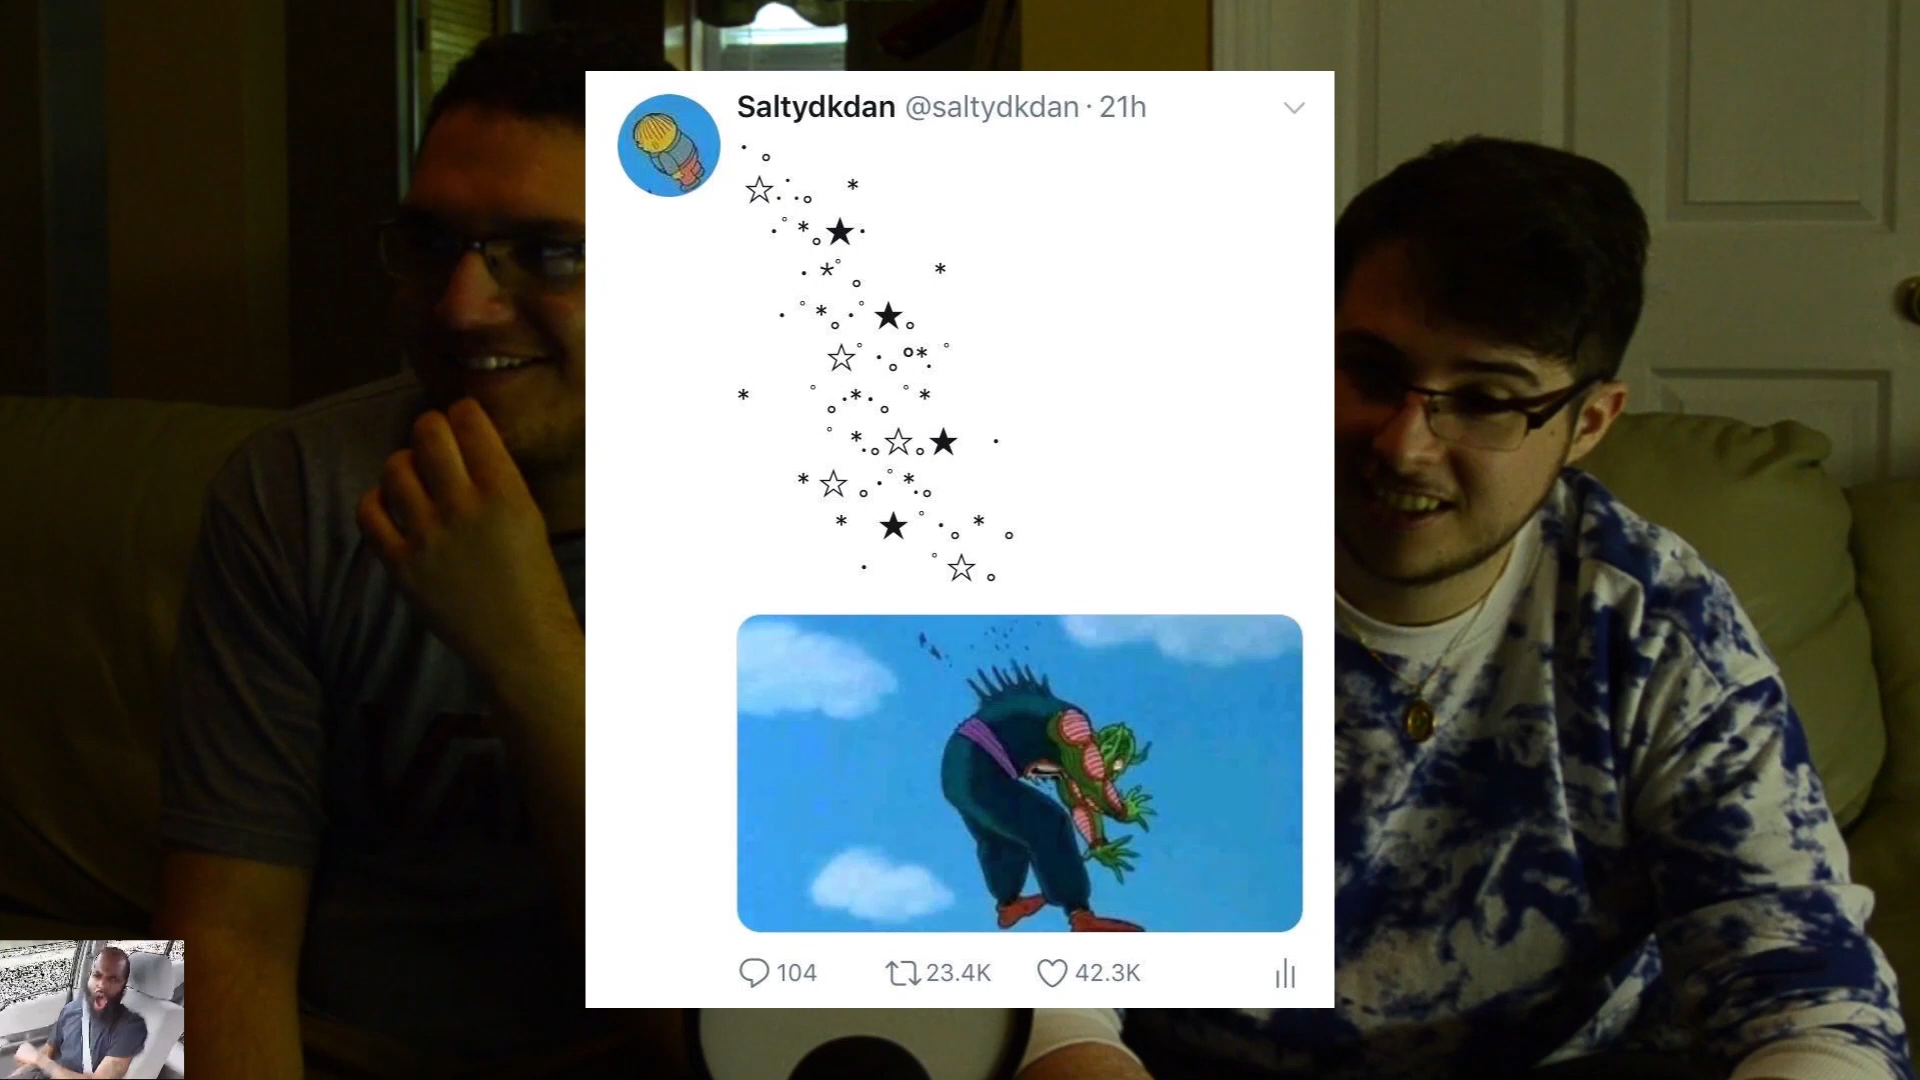 Saltydkdan @saltydkdan · 21h
· 。
☆.˙.。 *
.˚ *。★·
. *˚。 *
. ˚ *。.˙˚ ★。
☆˚ ·。°*. ˚
* ˚。·*·。˚ *
˚ *.。☆。★ ·
* ☆ 。·˚ *.。
* ★ ˚ ·。 * 。
· ˚ ☆ 。
104 23.4K 42.3K